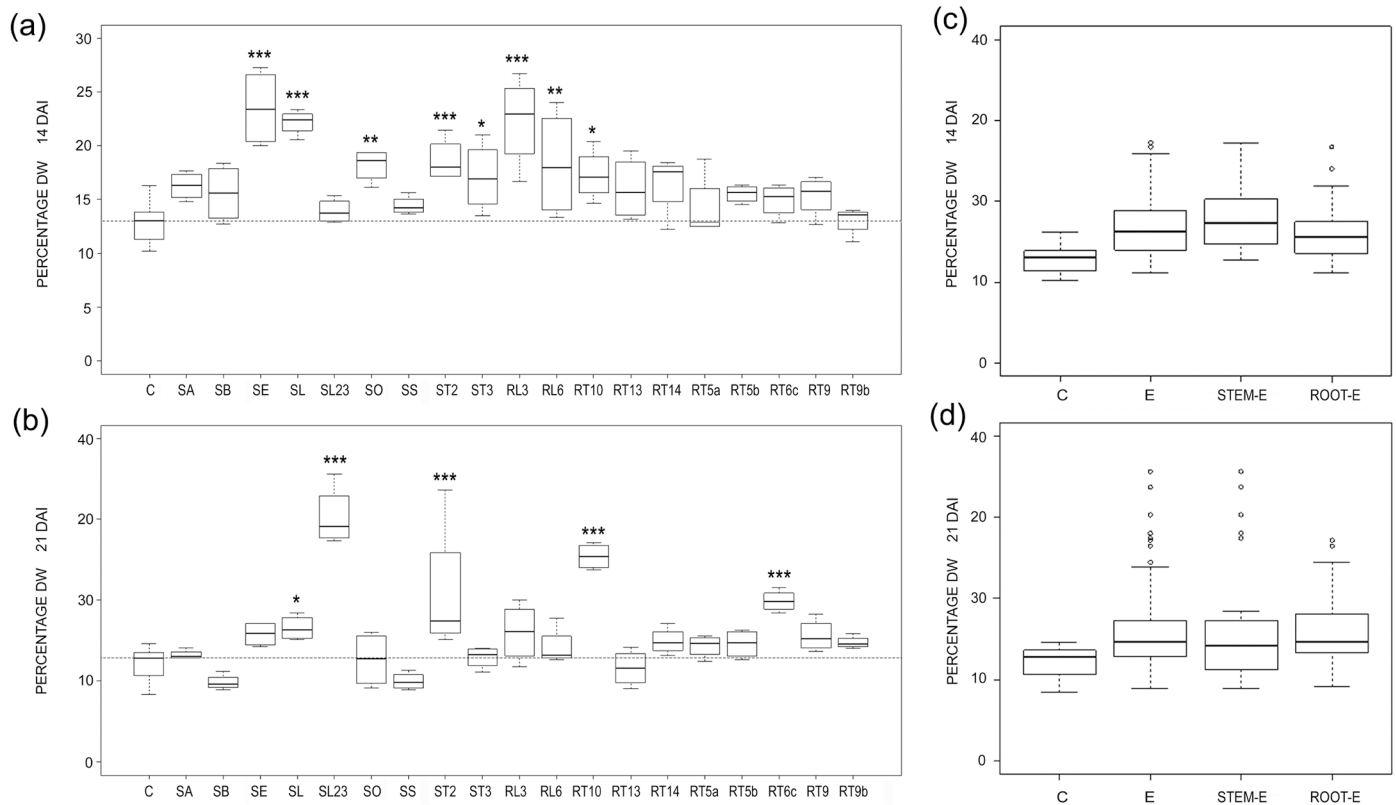 (a)
PERCENTAGE DW 14 DAI
30
25
20
15
10
5
0
***
***
**
***
*
***
**
*
C SA SB SE SL SL23 SO SS ST2 ST3 RL3 RL6 RT10 RT13 RT14 RT5a RT5b RT6c RT9 RT9b
(b)
PERCENTAGE DW 21 DAI
40
20
30
10
0
*
***
***
***
***
C SA SB SE SL SL23 SO SS ST2 ST3 RL3 RL6 RT10 RT13 RT14 RT5a RT5b RT6c RT9 RT9b
(c)
PERCENTAGE DW 14 DAI
40
20
30
10
0
C E STEM-E ROOT-E
(d)
PERCENTAGE DW 21 DAI
40
20
30
10
0
C E STEM-E ROOT-E